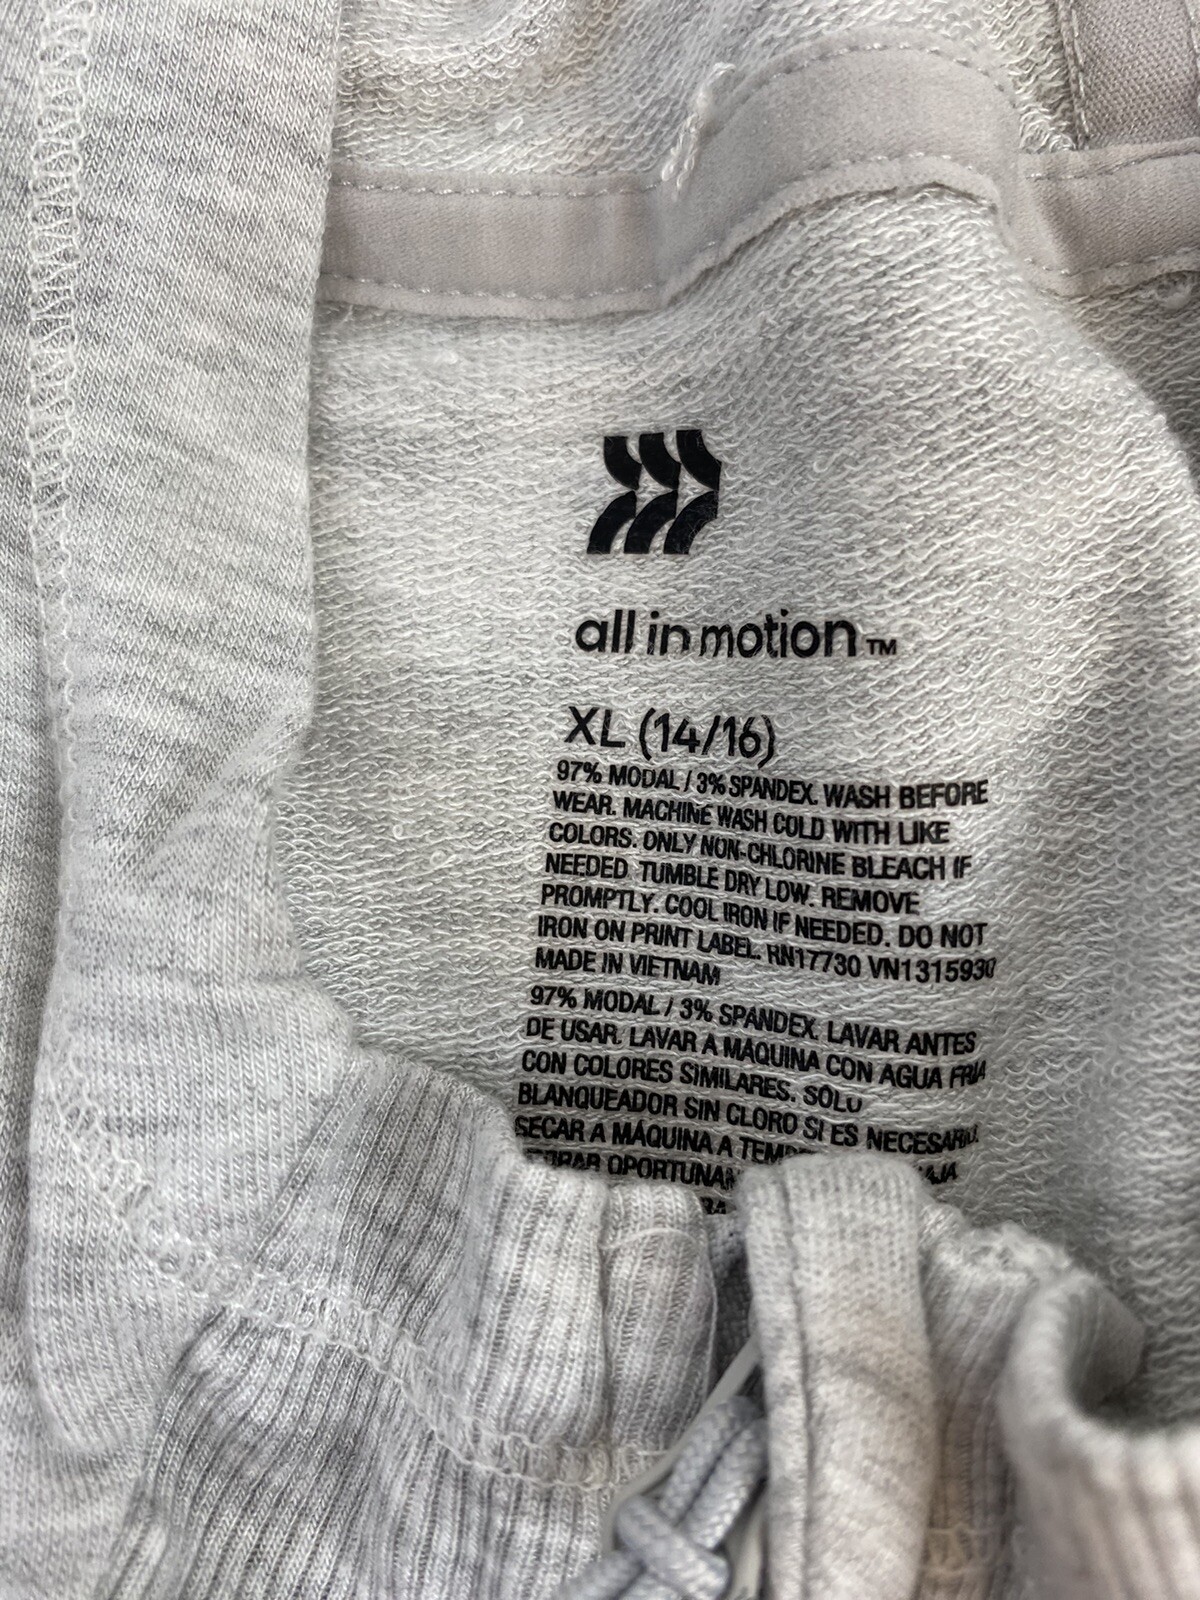 all in motion™
XL (14/16)
97% MODAL / 3% SPANDEX. WASH BEFORE
WEAR. MACHINE WASH COLD WITH LIKE
COLORS. ONLY NON-CHLORINE BLEACH IF
NEEDED. TUMBLE DRY LOW. REMOVE
PROMPTLY. COOL IRON IF NEEDED. DO NOT
IRON ON PRINT LABEL. RN17730 VN1315930
MADE IN VIETNAM
97% MODAL / 3% SPANDEX. LAVAR ANTES
DE USAR. LAVAR A MÁQUINA CON AGUA FRÍA
CON COLORES SIMILARES. SÓLO
BLANQUEADOR SIN CLORO SI ES NECESARIO.
SECAR A MÁQUINA A